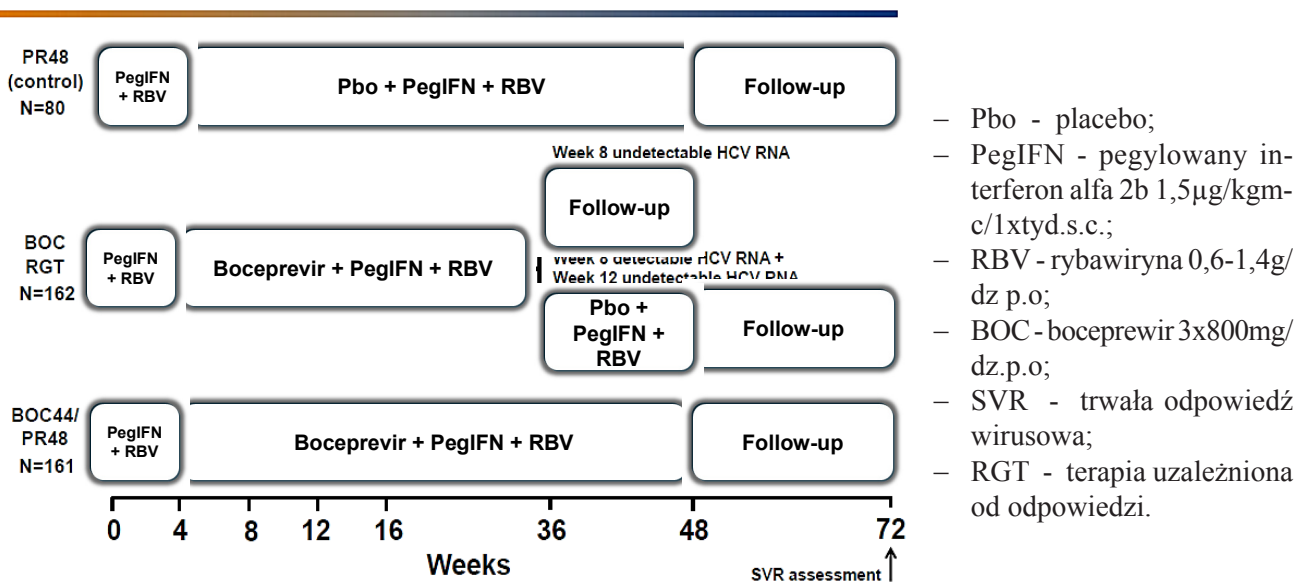 PR48
(control)
N=80
PegIFN
+ RBV
Pbo + PegIFN + RBV
Follow-up
Week 8 undetectable HCV RNA
Follow-up
BOC
RGT
N=162
PegIFN
+ RBV
Boceprevir + PegIFN + RBV
Week 8 detectable HCV RNA +
Week 12 undetectable HCV RNA
Pbo +
PegIFN +
RBV
Follow-up
BOC44/
PR48
N=161
PegIFN
+ RBV
Boceprevir + PegIFN + RBV
Follow-up
0 4 8 12 16 36 48 72
Weeks
SVR assessment
– Pbo - placebo;
– PegIFN - pegylowany in-
terferon alfa 2b 1,5µg/kgm-
c/1xtyd.s.c.;
– RBV - rybawiryna 0,6-1,4g/
dz p.o;
– BOC - boceprewir 3x800mg/
dz.p.o;
– SVR - trwała odpowiedź
wirusowa;
– RGT - terapia uzależniona
od odpowiedzi.